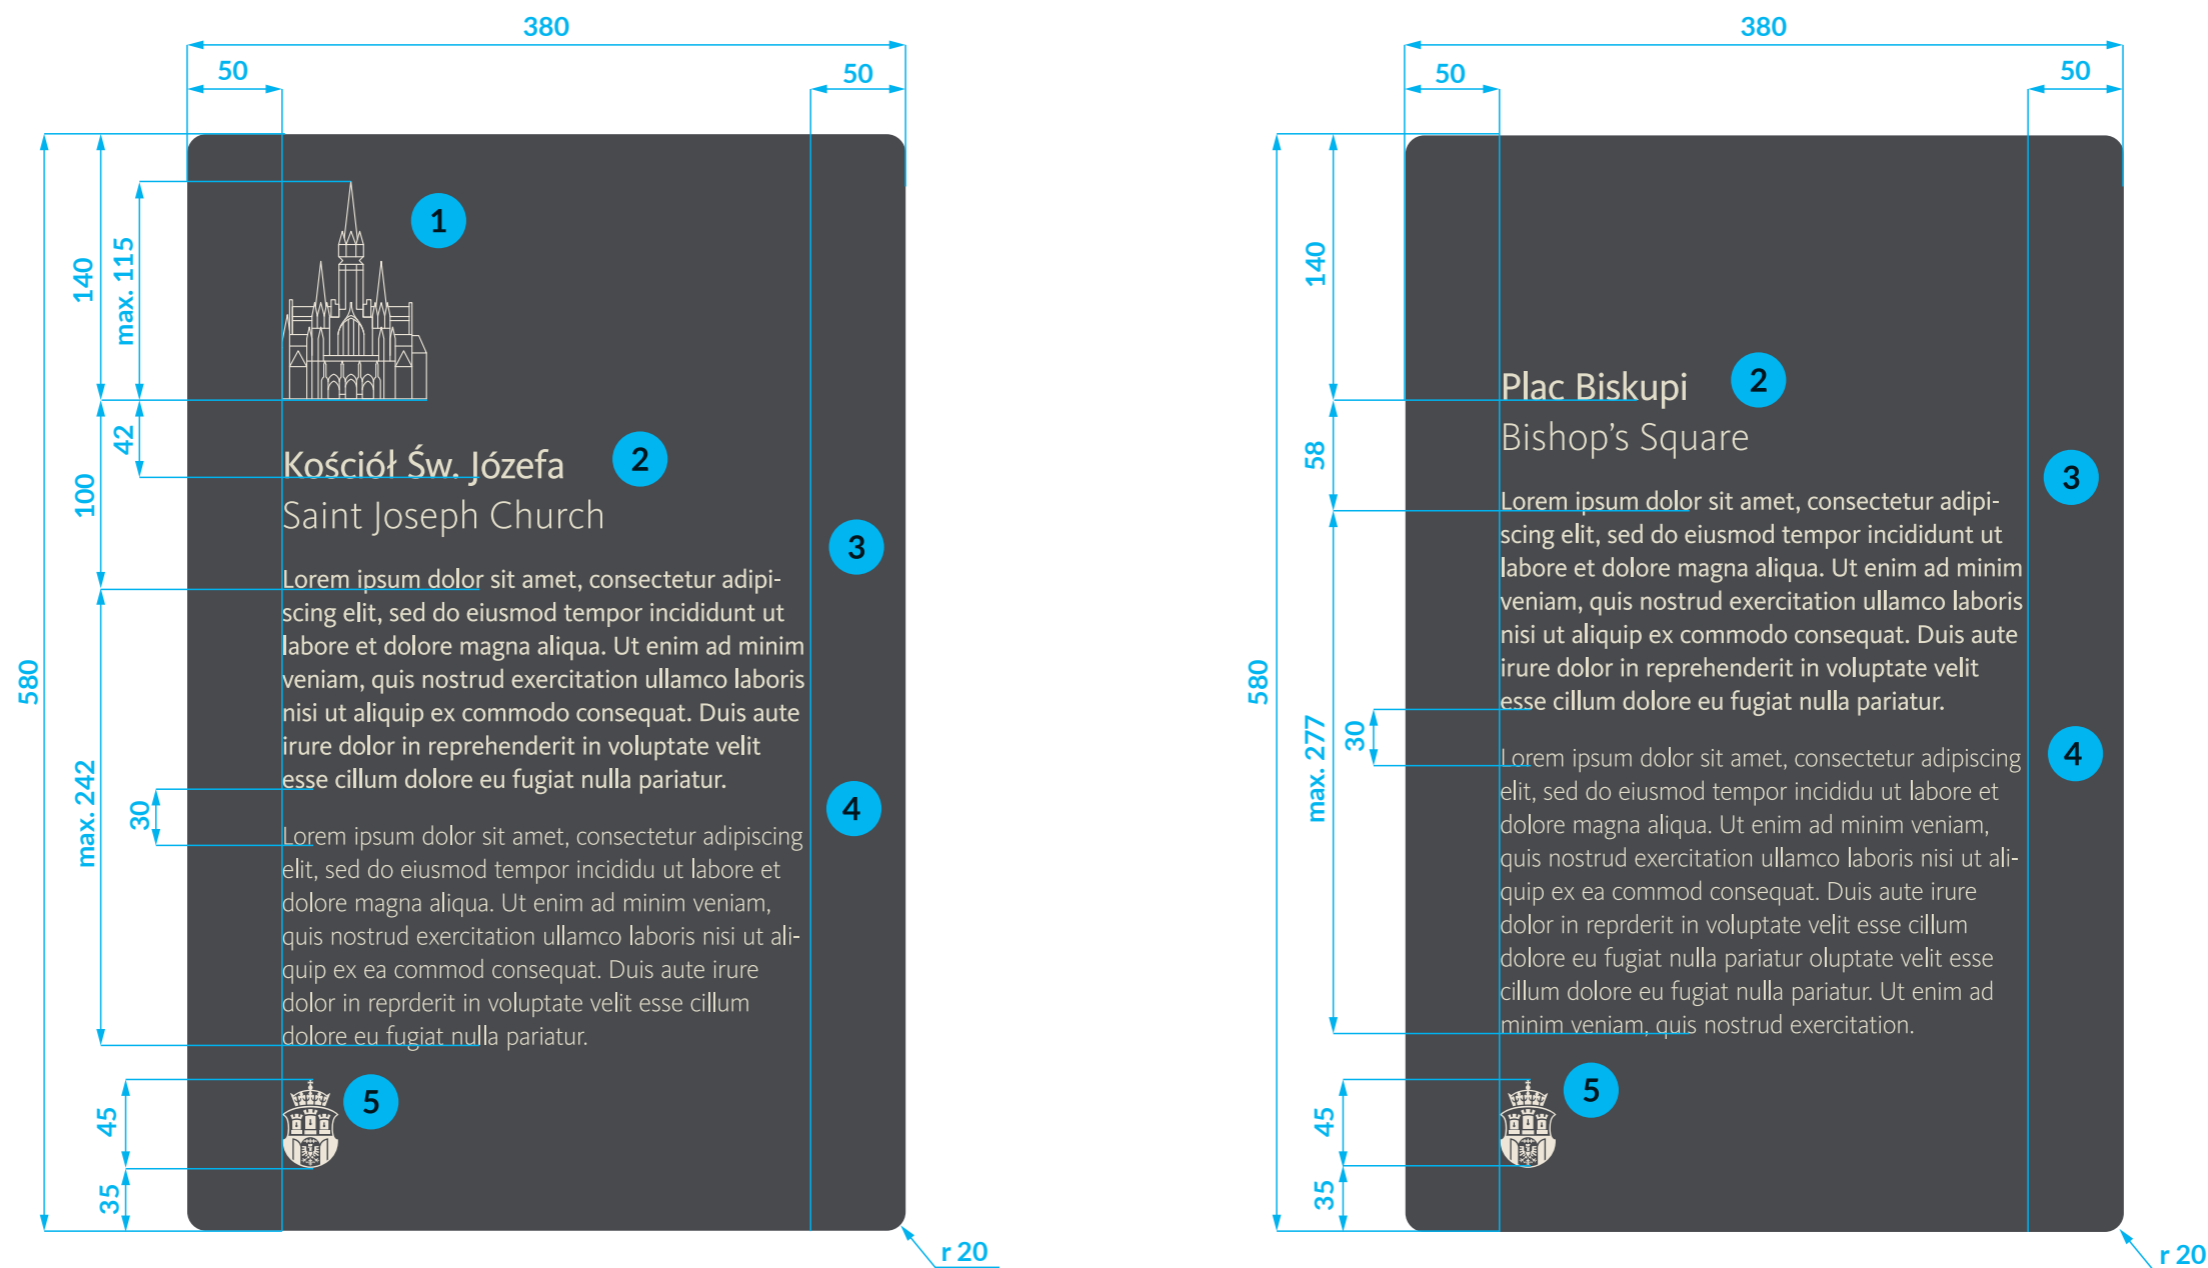 380
50
50
580
140
max. 115
1
42
100
Kościół Św. Józefa
2
Saint Joseph Church
3
Lorem ipsum dolor sit amet, consectetur adipi-
scing elit, sed do eiusmod tempor incididunt ut
labore et dolore magna aliqua. Ut enim ad minim
veniam, quis nostrud exercitation ullamco laboris
nisi ut aliquip ex commodo consequat. Duis aute
irure dolor in reprehenderit in voluptate velit
esse cillum dolore eu fugiat nulla pariatur.
max. 242
30
4
Lorem ipsum dolor sit amet, consectetur adipiscing
elit, sed do eiusmod tempor incididu ut labore et
dolore magna aliqua. Ut enim ad minim veniam,
quis nostrud exercitation ullamco laboris nisi ut ali-
quip ex ea commod consequat. Duis aute irure
dolor in reprderit in voluptate velit esse cillum
dolore eu fugiat nulla pariatur.
45
5
35
r 20
380
50
50
580
140
Plac Biskupi
2
Bishop's Square
58
3
Lorem ipsum dolor sit amet, consectetur adipi-
scing elit, sed do eiusmod tempor incididunt ut
labore et dolore magna aliqua. Ut enim ad minim
veniam, quis nostrud exercitation ullamco laboris
nisi ut aliquip ex commodo consequat. Duis aute
irure dolor in reprehenderit in voluptate velit
esse cillum dolore eu fugiat nulla pariatur.
max. 277
30
4
Lorem ipsum dolor sit amet, consectetur adipiscing
elit, sed do eiusmod tempor incididu ut labore et
dolore magna aliqua. Ut enim ad minim veniam,
quis nostrud exercitation ullamco laboris nisi ut ali-
quip ex ea commod consequat. Duis aute irure
dolor in reprderit in voluptate velit esse cillum
dolore eu fugiat nulla pariatur oluptate velit esse
cillum dolore eu fugiat nulla pariatur. Ut enim ad
minim veniam, quis nostrud exercitation.
45
5
35
r 20